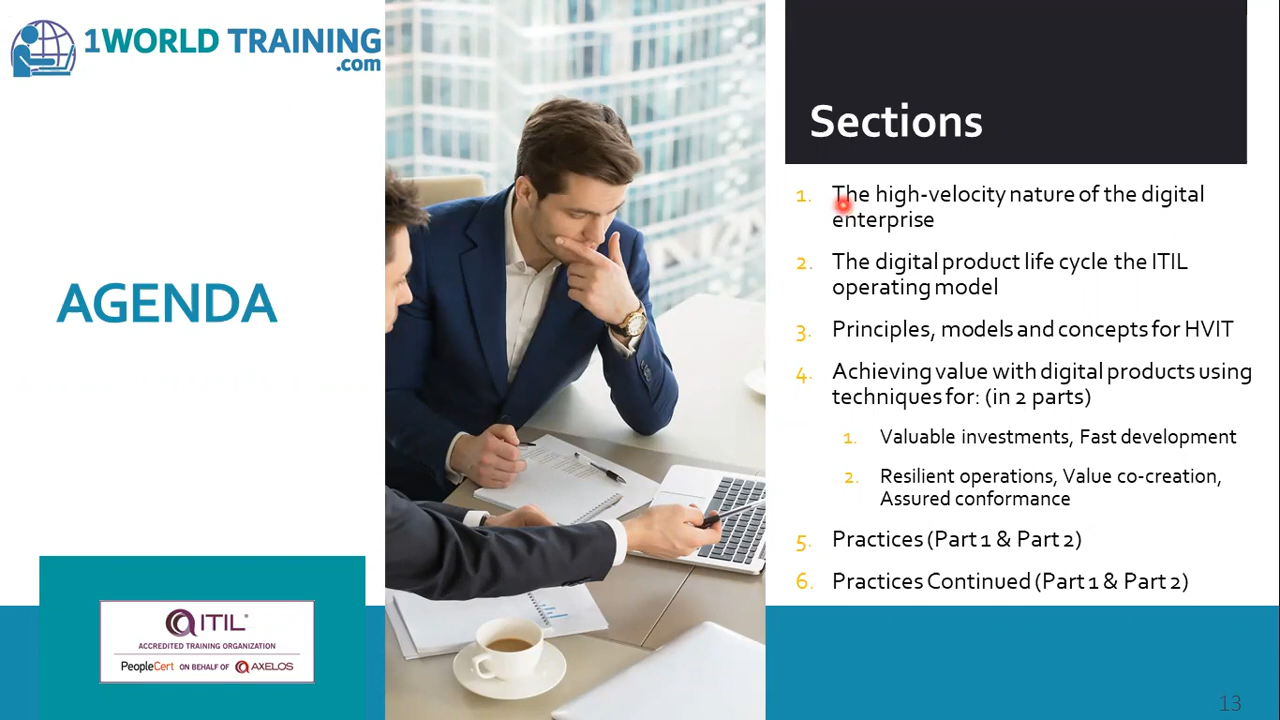 1WORLD TRAINING
.com
AGENDA
Sections
1. The high-velocity nature of the digital
enterprise
2. The digital product life cycle the ITIL
operating model
3. Principles, models and concepts for HVIT
4. Achieving value with digital products using
techniques for: (in 2 parts)
1. Valuable investments, Fast development
2. Resilient operations, Value co-creation,
Assured conformance
5. Practices (Part 1 & Part 2)
6. Practices Continued (Part 1 & Part 2)
ITIL®
ACCREDITED TRAINING ORGANIZATION
PeopleCert ON BEHALF OF AXELOS
13